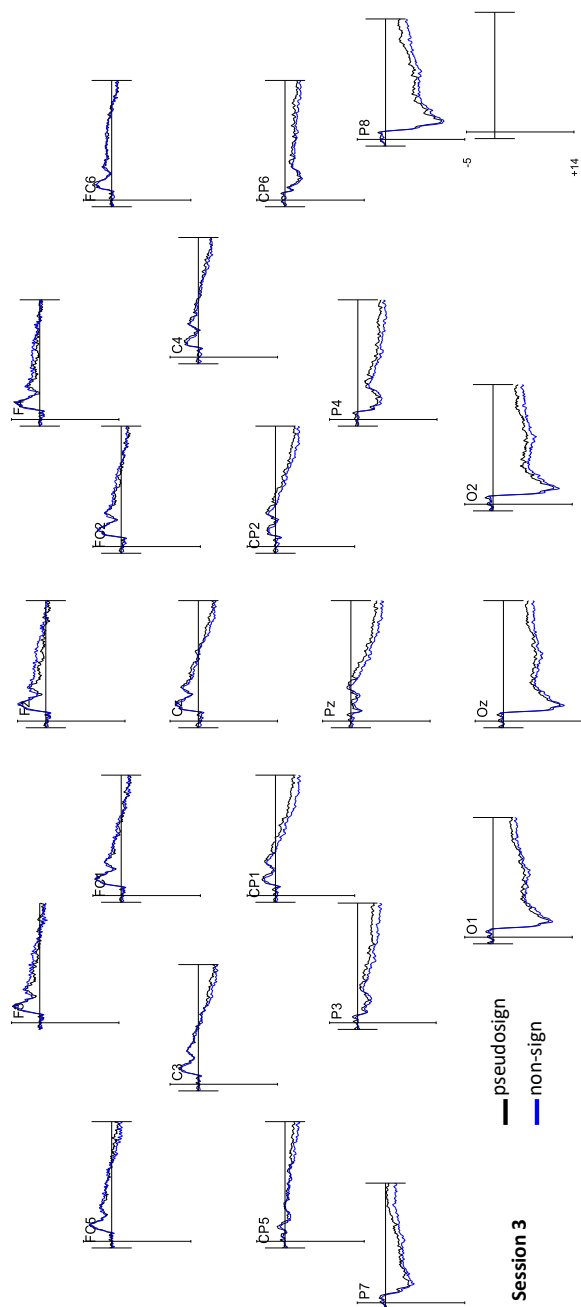 F3 Fz
FC5 FC1 FC2 FC6
C3 Cz C4
CP5 CP1 CP2 CP6
P3 Pz P4
P7 P8
O1 Oz O2
-5
+14
pseudosign
non-sign
Session 3